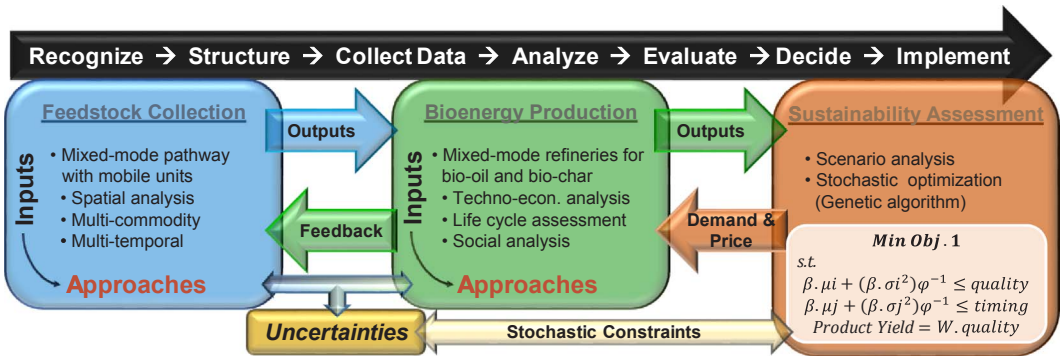 Recognize → Structure → Collect Data → Analyze → Evaluate → Decide → Implement
Feedstock Collection
Inputs
• Mixed-mode pathway
with mobile units
• Spatial analysis
• Multi-commodity
• Multi-temporal
Approaches
Outputs
Feedback
Bioenergy Production
Inputs
• Mixed-mode refineries for
bio-oil and bio-char
• Techno-econ. analysis
• Life cycle assessment
• Social analysis
Approaches
Outputs
Demand &
Price
Sustainability Assessment
• Scenario analysis
• Stochastic optimization
(Genetic algorithm)
Min Obj. 1
s.t.
β. μi + (β. σi²)φ⁻¹ ≤ quality
β. μj + (β. σj²)φ⁻¹ ≤ timing
Product Yield = W. quality
Uncertainties
Stochastic Constraints